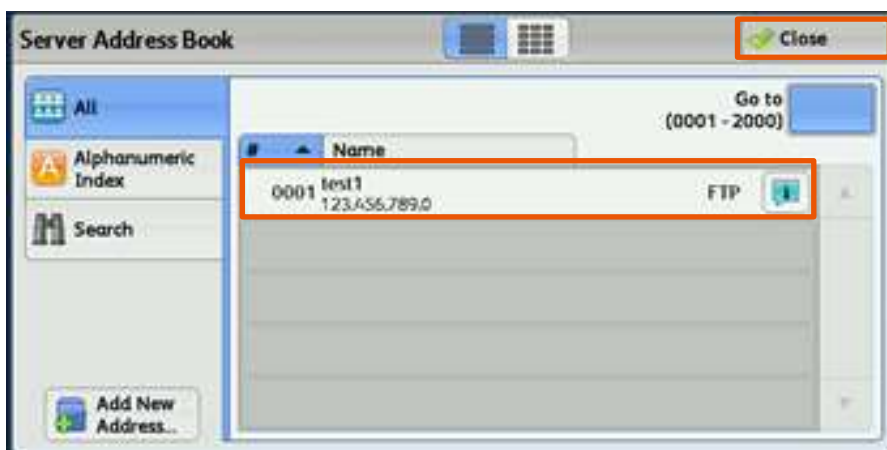 Server Address Book
Close
All
Go to
(0001 - 2000)
Alphanumeric
Index
# Name
0001 test1
123.456.789.0
FTP
Search
Add New
Address...